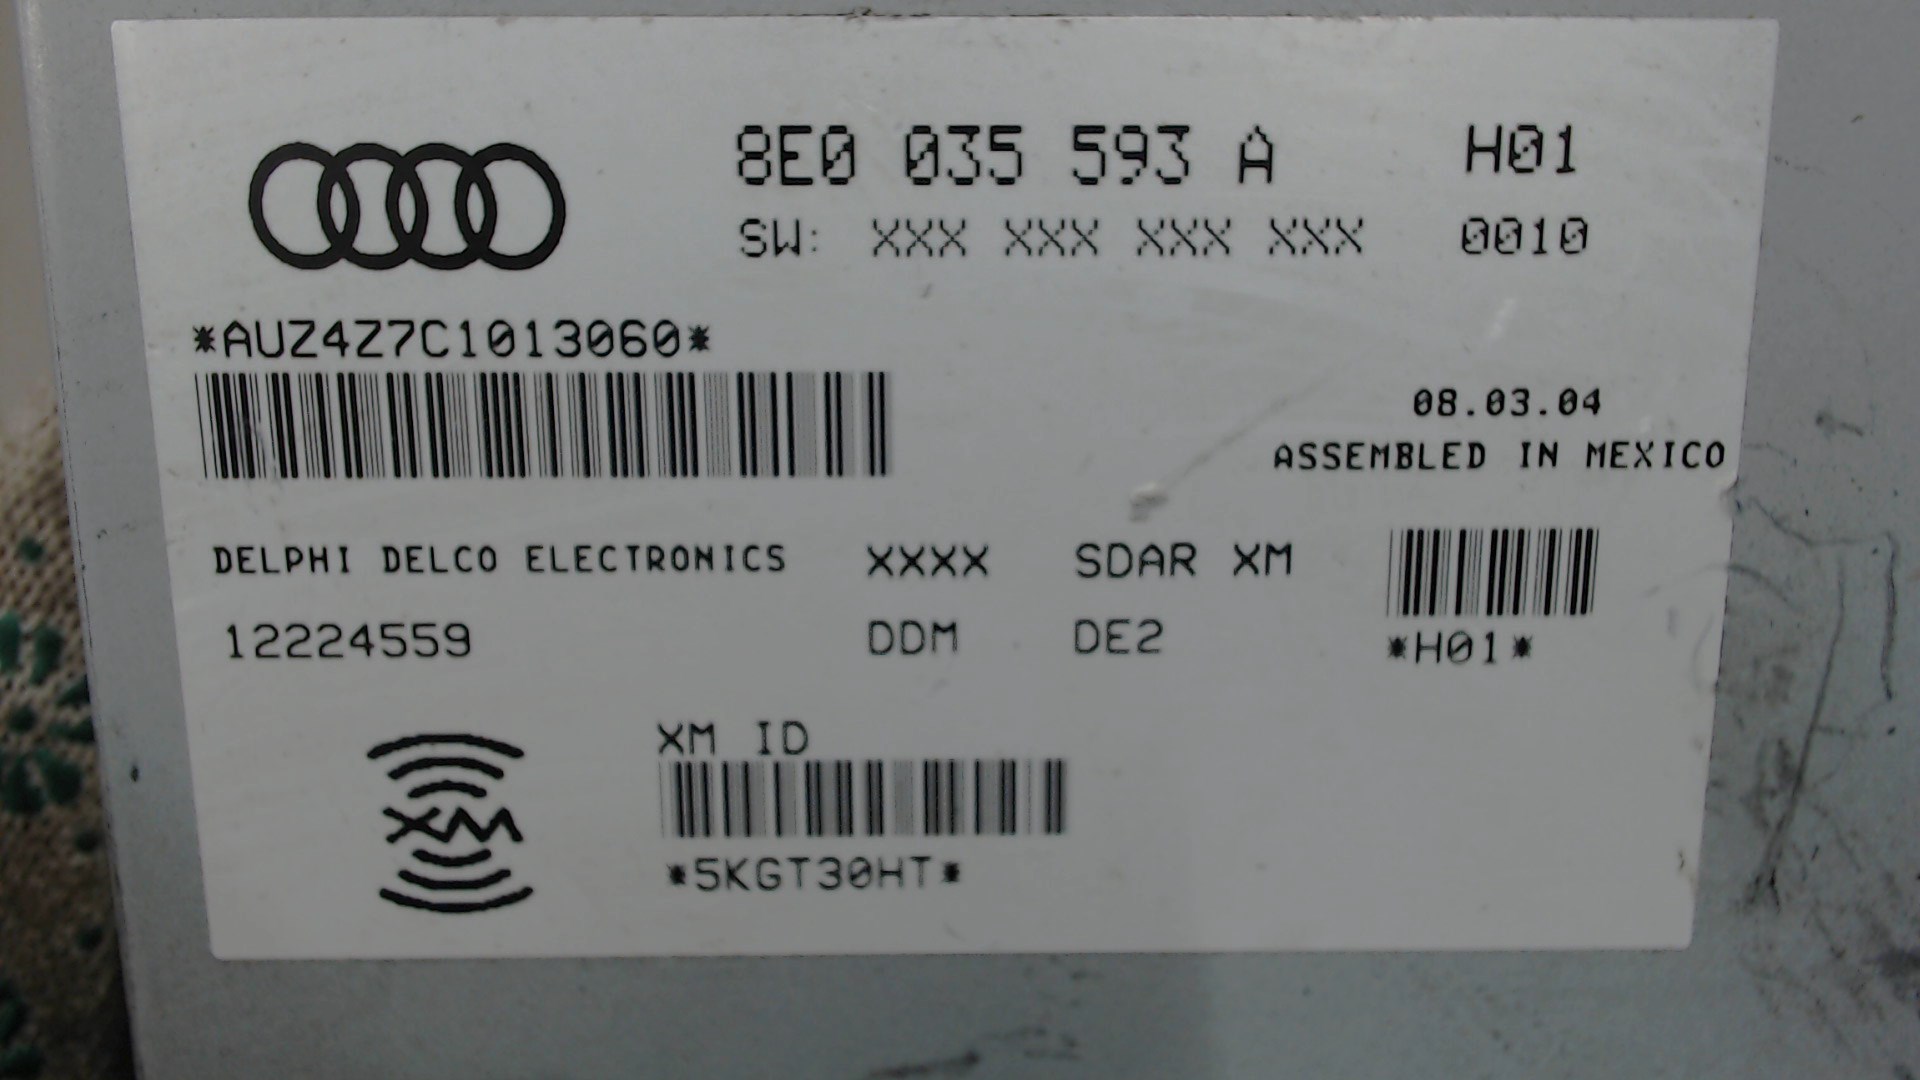 8E0 035 593 A H01
SW: XXX XXX XXX XXX 0010
*AUZ4Z7C1013060*
08.03.04
ASSEMBLED IN MEXICO
DELPHI DELCO ELECTRONICS XXXX SDAR XM
12224559 DDM DE2 *H01*
XM ID
XM
*5KGT30HT*